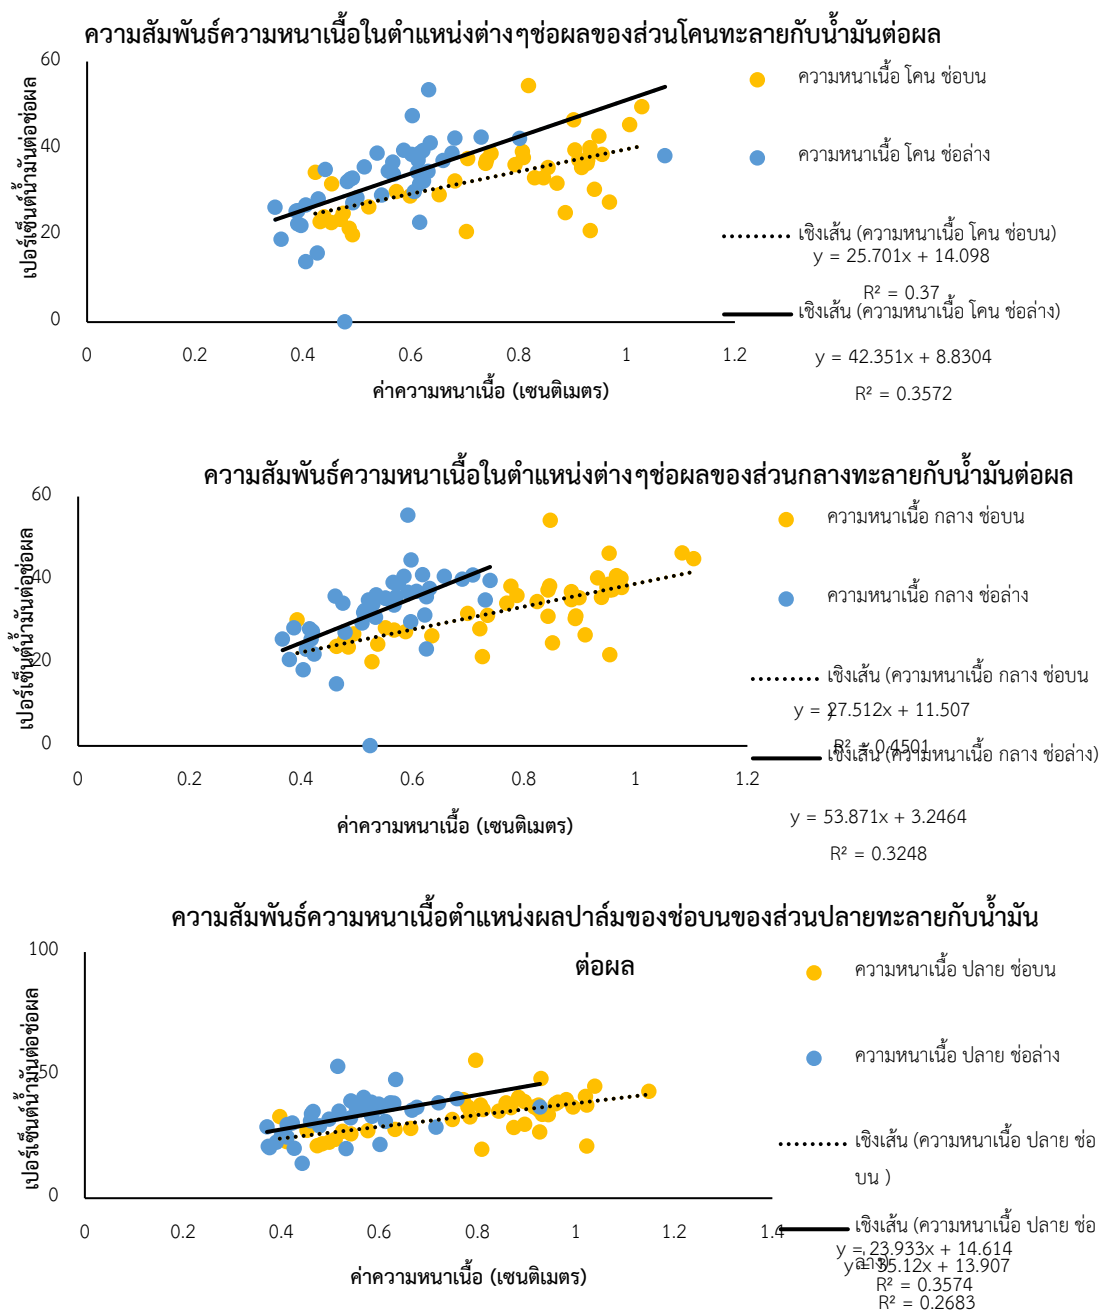 ความสัมพันธ์ความหนาเนื้อในตำแหน่งต่างๆช่อผลของส่วนโคนทะลายกับน้ำมันต่อผล
เปอร์เซ็นต์น้ำมันต่อช่อผล
60
40
20
0
0 0.2 0.4 0.6 0.8 1 1.2
ค่าความหนาเนื้อ (เซนติเมตร)
ความหนาเนื้อ โคน ช่อบน
ความหนาเนื้อ โคน ช่อล่าง
เชิงเส้น (ความหนาเนื้อ โคน ช่อบน)
y = 25.701x + 14.098
R² = 0.37
เชิงเส้น (ความหนาเนื้อ โคน ช่อล่าง)
y = 42.351x + 8.8304
R² = 0.3572
ความสัมพันธ์ความหนาเนื้อในตำแหน่งต่างๆช่อผลของส่วนกลางทะลายกับน้ำมันต่อผล
เปอร์เซ็นต์น้ำมันต่อช่อผล
60
40
20
0
0 0.2 0.4 0.6 0.8 1 1.2
ค่าความหนาเนื้อ (เซนติเมตร)
ความหนาเนื้อ กลาง ช่อบน
ความหนาเนื้อ กลาง ช่อล่าง
เชิงเส้น (ความหนาเนื้อ กลาง ช่อบน
)
y = 27.512x + 11.507
R² = 0.4501
เชิงเส้น (ความหนาเนื้อ กลาง ช่อล่าง)
y = 53.871x + 3.2464
R² = 0.3248
ความสัมพันธ์ความหนาเนื้อตำแหน่งผลปาล์มของช่อบนของส่วนปลายทะลายกับน้ำมัน
ต่อผล
เปอร์เซ็นต์น้ำมันต่อช่อผล
100
50
0
0 0.2 0.4 0.6 0.8 1 1.2 1.4
ค่าความหนาเนื้อ (เซนติเมตร)
ความหนาเนื้อ ปลาย ช่อบน
ความหนาเนื้อ ปลาย ช่อล่าง
เชิงเส้น (ความหนาเนื้อ ปลาย ช่อ
บน )
เชิงเส้น (ความหนาเนื้อ ปลาย ช่อ
ล่าง)
y = 23.933x + 14.614
y = 35.12x + 13.907
R² = 0.3574
R² = 0.2683